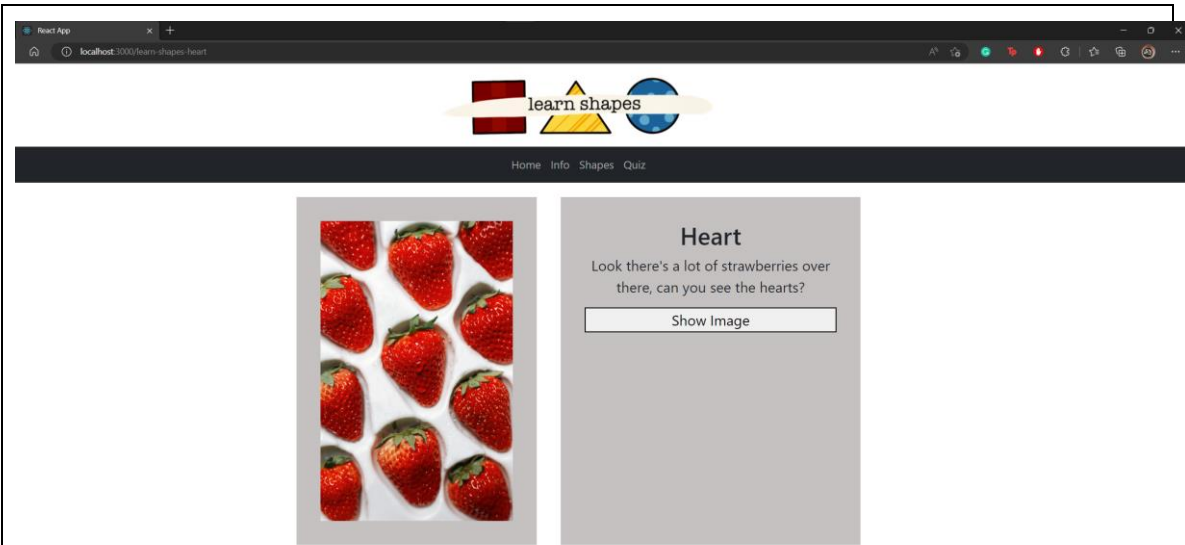 React App
localhost:3000/learn-shapes-heart
learn shapes
Home Info Shapes Quiz
Heart
Look there's a lot of strawberries over
there, can you see the hearts?
Show Image